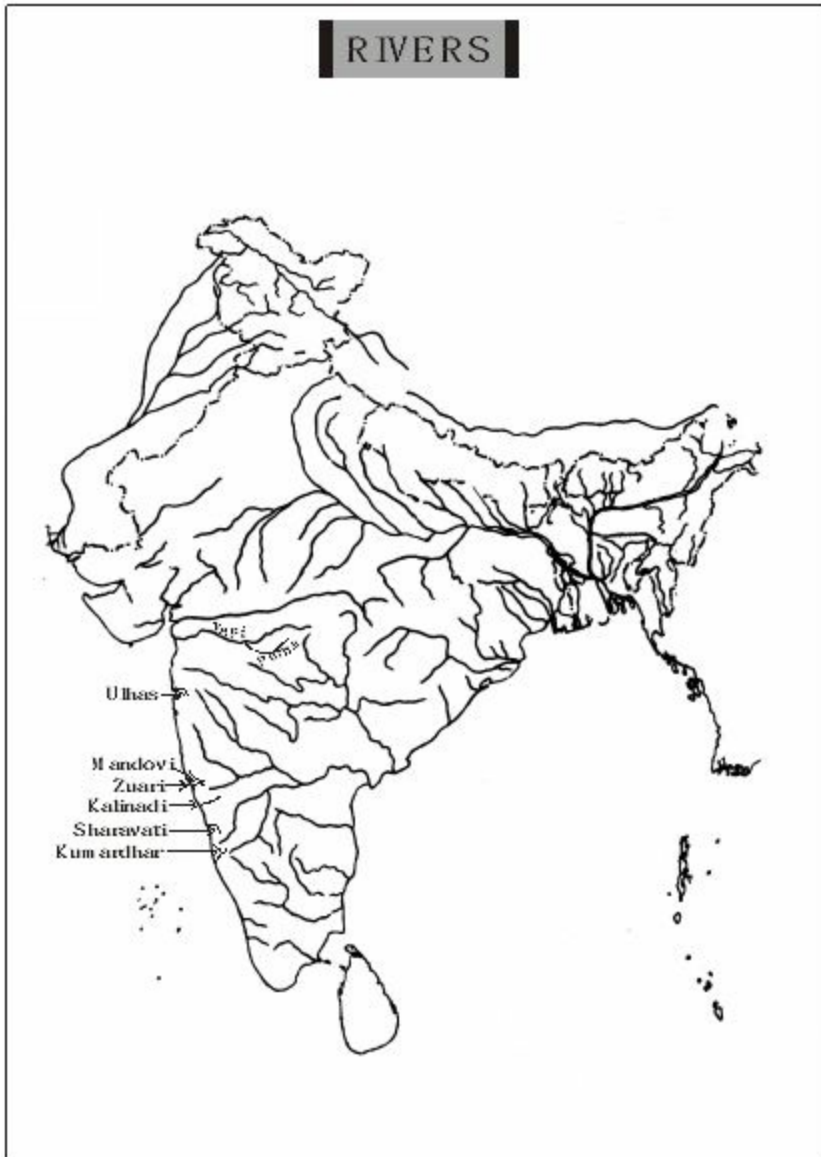 RIVERS
Tapi
Purna
Ulhas
Mandovi
Zuari
Kalinadi
Sharavati
Kumardhar